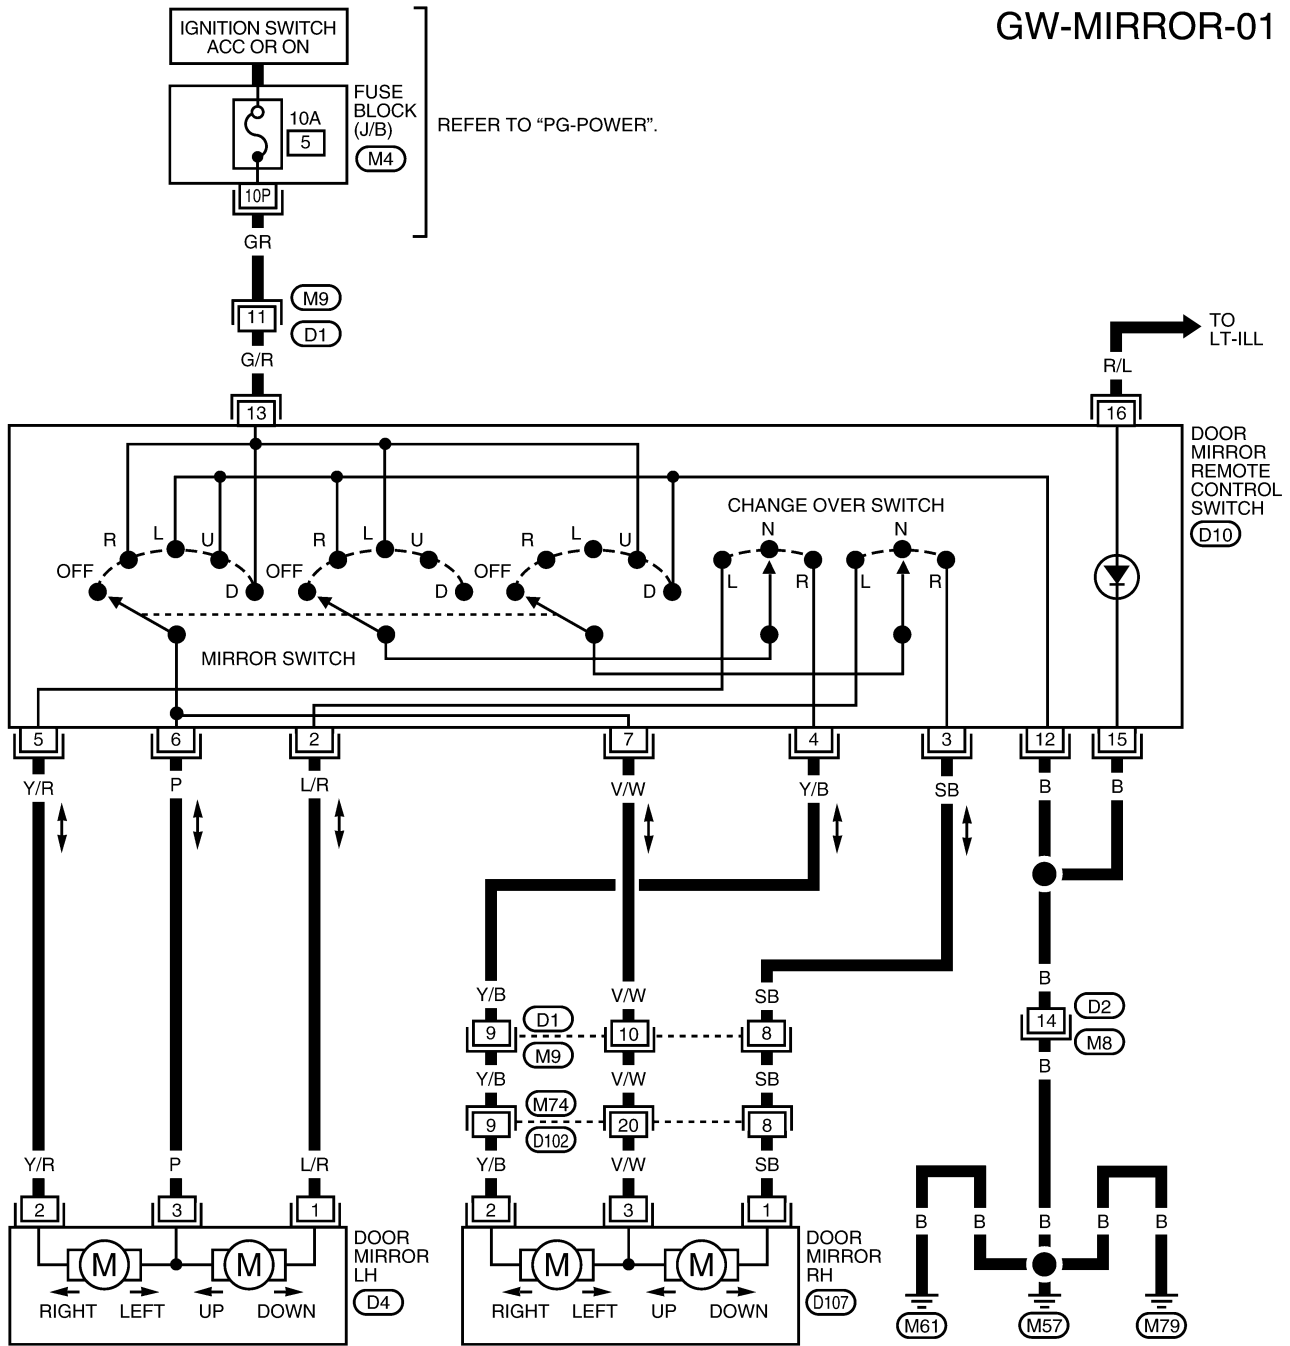 GW-MIRROR-01
IGNITION SWITCH
ACC OR ON
FUSE
BLOCK
(J/B)
M4
10A
5
10P
REFER TO “PG-POWER”.
GR
M9
11
D1
G/R
13
TO
LT-ILL
R/L
16
DOOR
MIRROR
REMOTE
CONTROL
SWITCH
D10
CHANGE OVER SWITCH
OFF R L U D
OFF R L U D
OFF R L U D
L N R
L N R
MIRROR SWITCH
5 6 2 7 4 3 12 15
Y/R P L/R V/W Y/B SB B B
Y/B V/W SB B
D1
9 10 8
M9
D2
14
M8
Y/B V/W SB B
M74
9 20 8
D102
Y/R P L/R Y/B V/W SB
2 3 1 2 3 1
B B B B B
M M
DOOR
MIRROR
LH
D4
RIGHT LEFT UP DOWN
M M
DOOR
MIRROR
RH
D107
RIGHT LEFT UP DOWN
M61 M57 M79